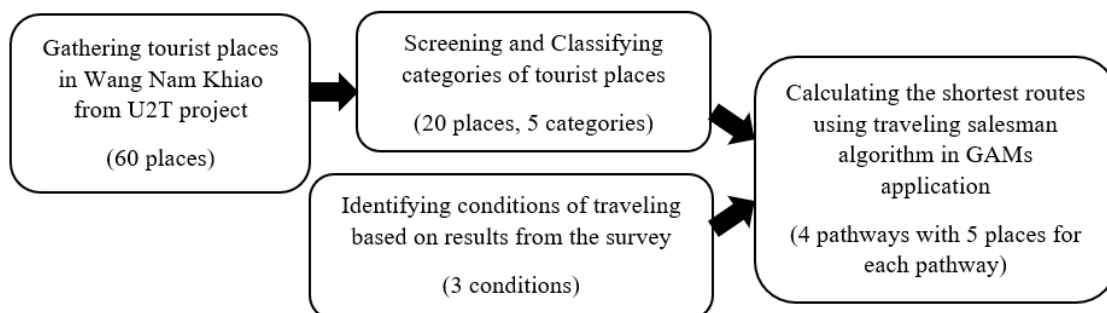 Gathering tourist places
in Wang Nam Khiao
from U2T project
(60 places)
Screening and Classifying
categories of tourist places
(20 places, 5 categories)
Identifying conditions of traveling
based on results from the survey
(3 conditions)
Calculating the shortest routes
using traveling salesman
algorithm in GAMs
application
(4 pathways with 5 places for
each pathway)